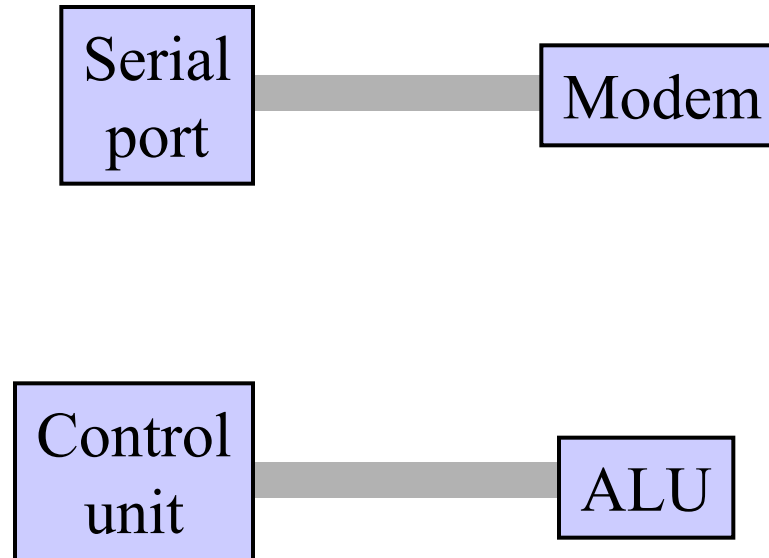 Serial
port
Modem
Control
unit
ALU